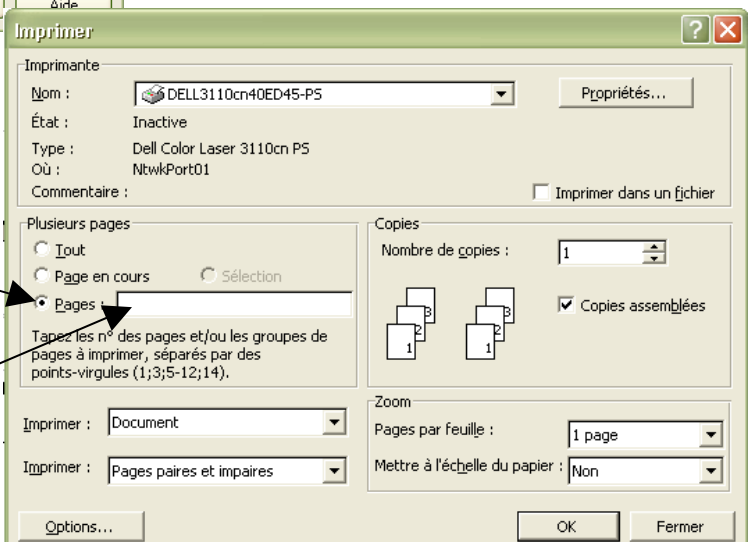 Aide
Imprimer
Imprimante
Nom : DELL3110cn40ED45-PS Propriétés...
État : Inactive
Type : Dell Color Laser 3110cn PS
Où : NtwkPort01
Commentaire : Imprimer dans un fichier
Plusieurs pages
Tout
Page en cours Sélection
Pages :
Tapez les n° des pages et/ou les groupes de
pages à imprimer, séparés par des
points-virgules (1;3;5-12;14).
Copies
Nombre de copies : 1
3 3
2 2
1 1
Copies assemblées
Imprimer : Document
Imprimer : Pages paires et impaires
Zoom
Pages par feuille : 1 page
Mettre à l'échelle du papier : Non
Options... OK Fermer